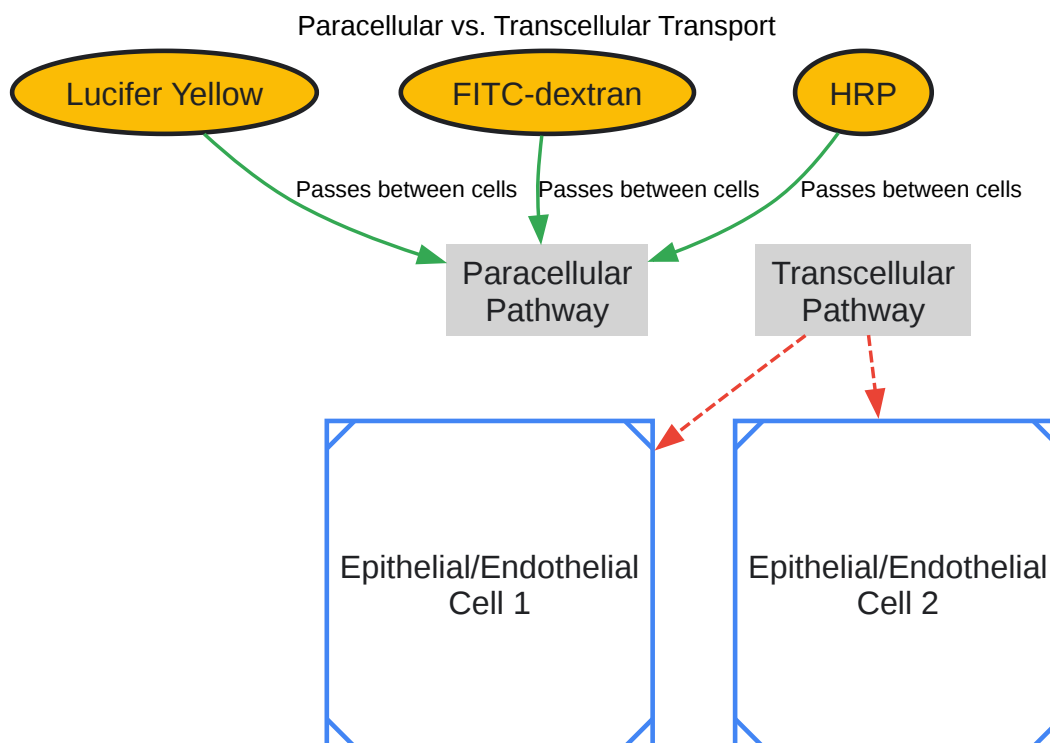 Paracellular vs. Transcellular Transport
Lucifer Yellow
FITC-dextran
HRP
Passes between cells
Passes between cells
Passes between cells
Paracellular
Pathway
Transcellular
Pathway
Epithelial/Endothelial
Cell 1
Epithelial/Endothelial
Cell 2